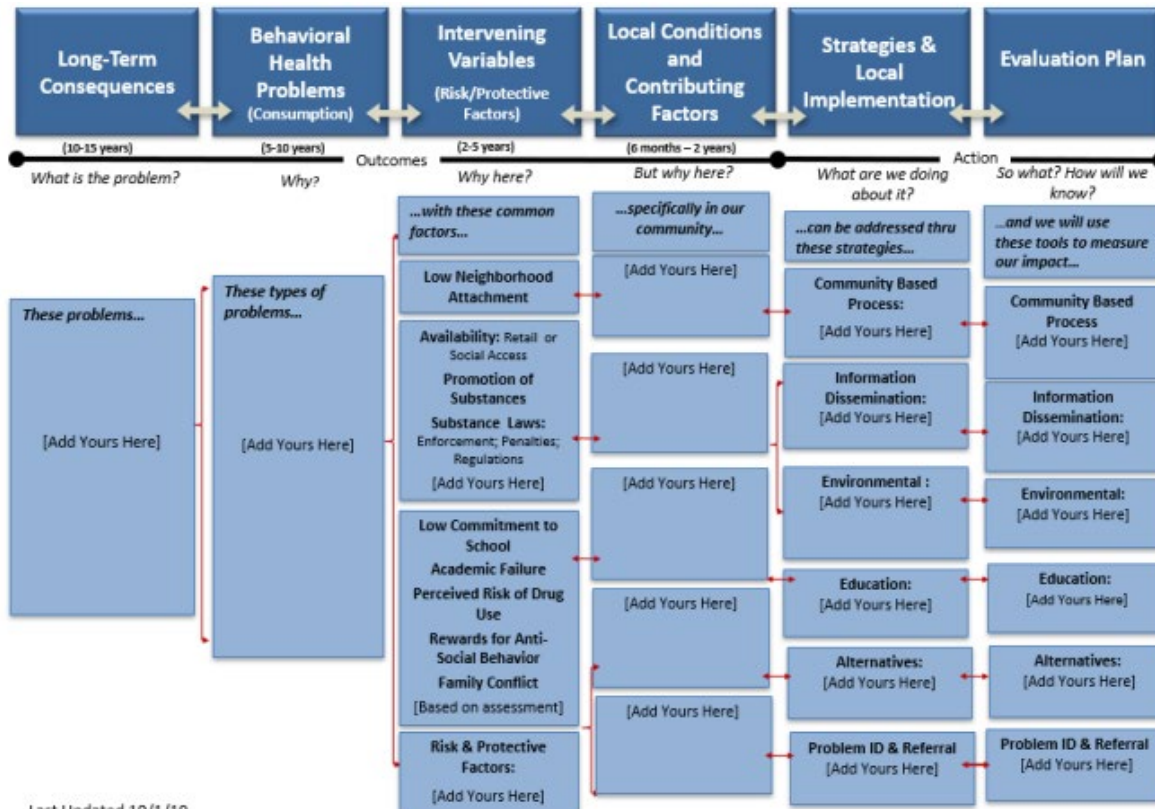 Long-Term
Consequences
Behavioral
Health
Problems
(Consumption)
Intervening
Variables
(Risk/Protective
Factors)
Local Conditions
and
Contributing
Factors
Strategies &
Local
Implementation
Evaluation Plan
(10-15 years)
(5-10 years)
Outcomes
(2-5 years)
(6 months – 2 years)
Action
What is the problem?
Why?
Why here?
But why here?
What are we doing
about it?
So what? How will we
know?
These problems...
[Add Yours Here]
These types of
problems...
[Add Yours Here]
...with these common
factors...
Low Neighborhood
Attachment
Availability: Retail or
Social Access
Promotion of
Substances
Substance Laws:
Enforcement; Penalties;
Regulations
[Add Yours Here]
Low Commitment to
School
Academic Failure
Perceived Risk of Drug
Use
Rewards for Anti-
Social Behavior
Family Conflict
[Based on assessment]
Risk & Protective
Factors:
[Add Yours Here]
...specifically in our
community...
[Add Yours Here]
[Add Yours Here]
[Add Yours Here]
[Add Yours Here]
[Add Yours Here]
...can be addressed thru
these strategies...
Community Based
Process:
[Add Yours Here]
Information
Dissemination:
[Add Yours Here]
Environmental :
[Add Yours Here]
Education:
[Add Yours Here]
Alternatives:
[Add Yours Here]
Problem ID & Referral
[Add Yours Here]
...and we will use
these tools to measure
our impact...
Community Based
Process
[Add Yours Here]
Information
Dissemination:
[Add Yours Here]
Environmental:
[Add Yours Here]
Education:
[Add Yours Here]
Alternatives:
[Add Yours Here]
Problem ID & Referral
[Add Yours Here]
Last Updated